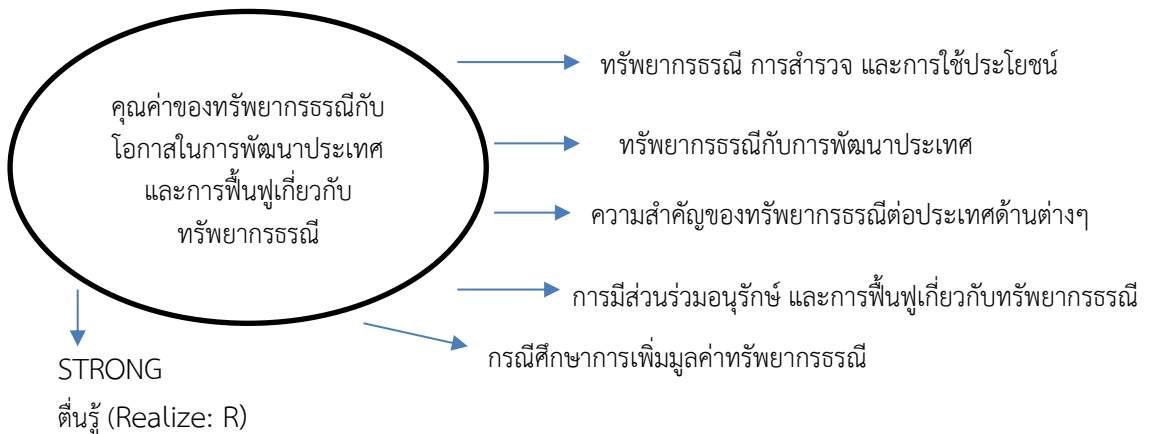 คุณค่าของทรัพยากรธรณีกับ
โอกาสในการพัฒนาประเทศ
และการฟื้นฟูเกี่ยวกับ
ทรัพยากรธรณี
ทรัพยากรธรณี การสำรวจ และการใช้ประโยชน์
ทรัพยากรธรณีกับการพัฒนาประเทศ
ความสำคัญของทรัพยากรธรณีต่อประเทศด้านต่างๆ
การมีส่วนร่วมอนุรักษ์ และการฟื้นฟูเกี่ยวกับทรัพยากรธรณี
กรณีศึกษาการเพิ่มมูลค่าทรัพยากรธรณี
STRONG
ตื่นรู้ (Realize: R)